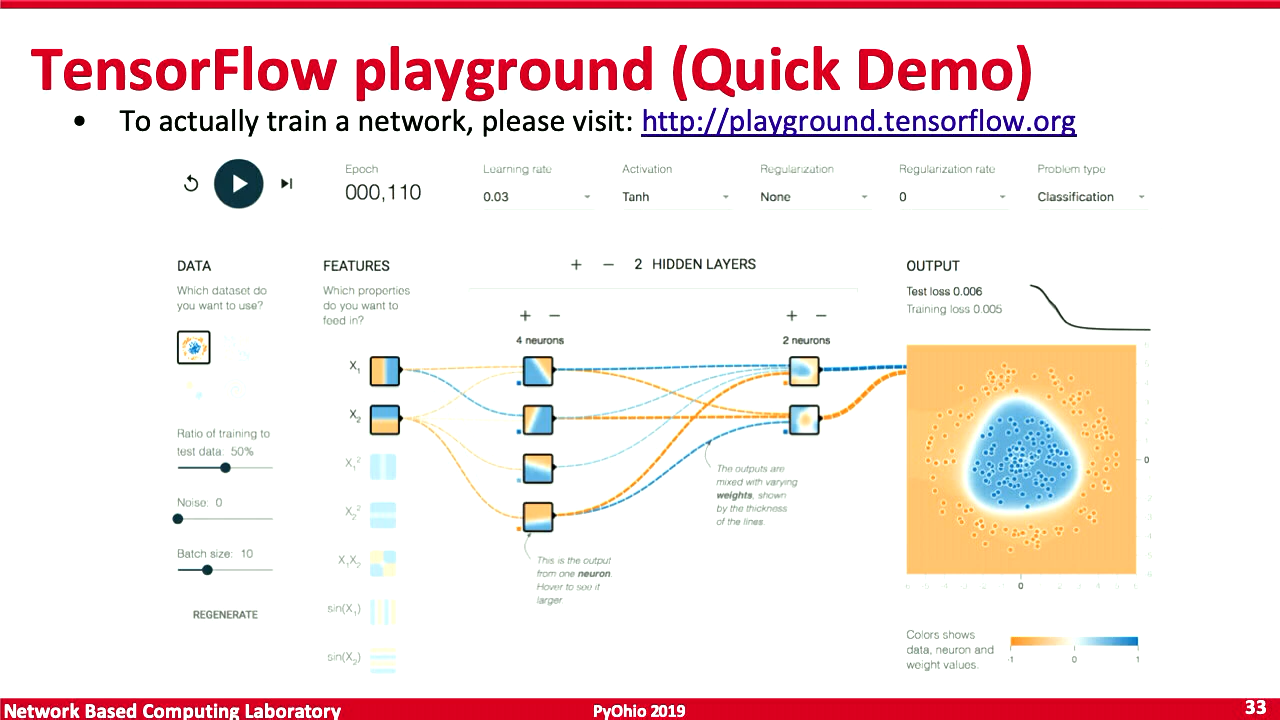 TensorFlow playground (Quick Demo)
• To actually train a network, please visit: http://playground.tensorflow.org
Epoch
000,110
Learning rate
0.03
Activation
Tanh
Regularization
None
Regularization rate
0
Problem type
Classification
DATA
Which dataset do
you want to use?
Ratio of training to
test data: 50%
Noise: 0
Batch size: 10
REGENERATE
FEATURES
Which properties
do you want to
feed in?
X₁
X₂
X₁²
X₂²
X₁X₂
sin(X₁)
sin(X₂)
+ − 2 HIDDEN LAYERS
+ −
4 neurons
+ −
2 neurons
The outputs are
mixed with varying
weights, shown
by the thickness
of the lines.
This is the output
from one neuron.
Hover to see it
larger.
OUTPUT
Test loss 0.006
Training loss 0.005
0
0
Colors shows
data, neuron and
weight values.
-1 0 1
Network Based Computing Laboratory
PyOhio 2019
33